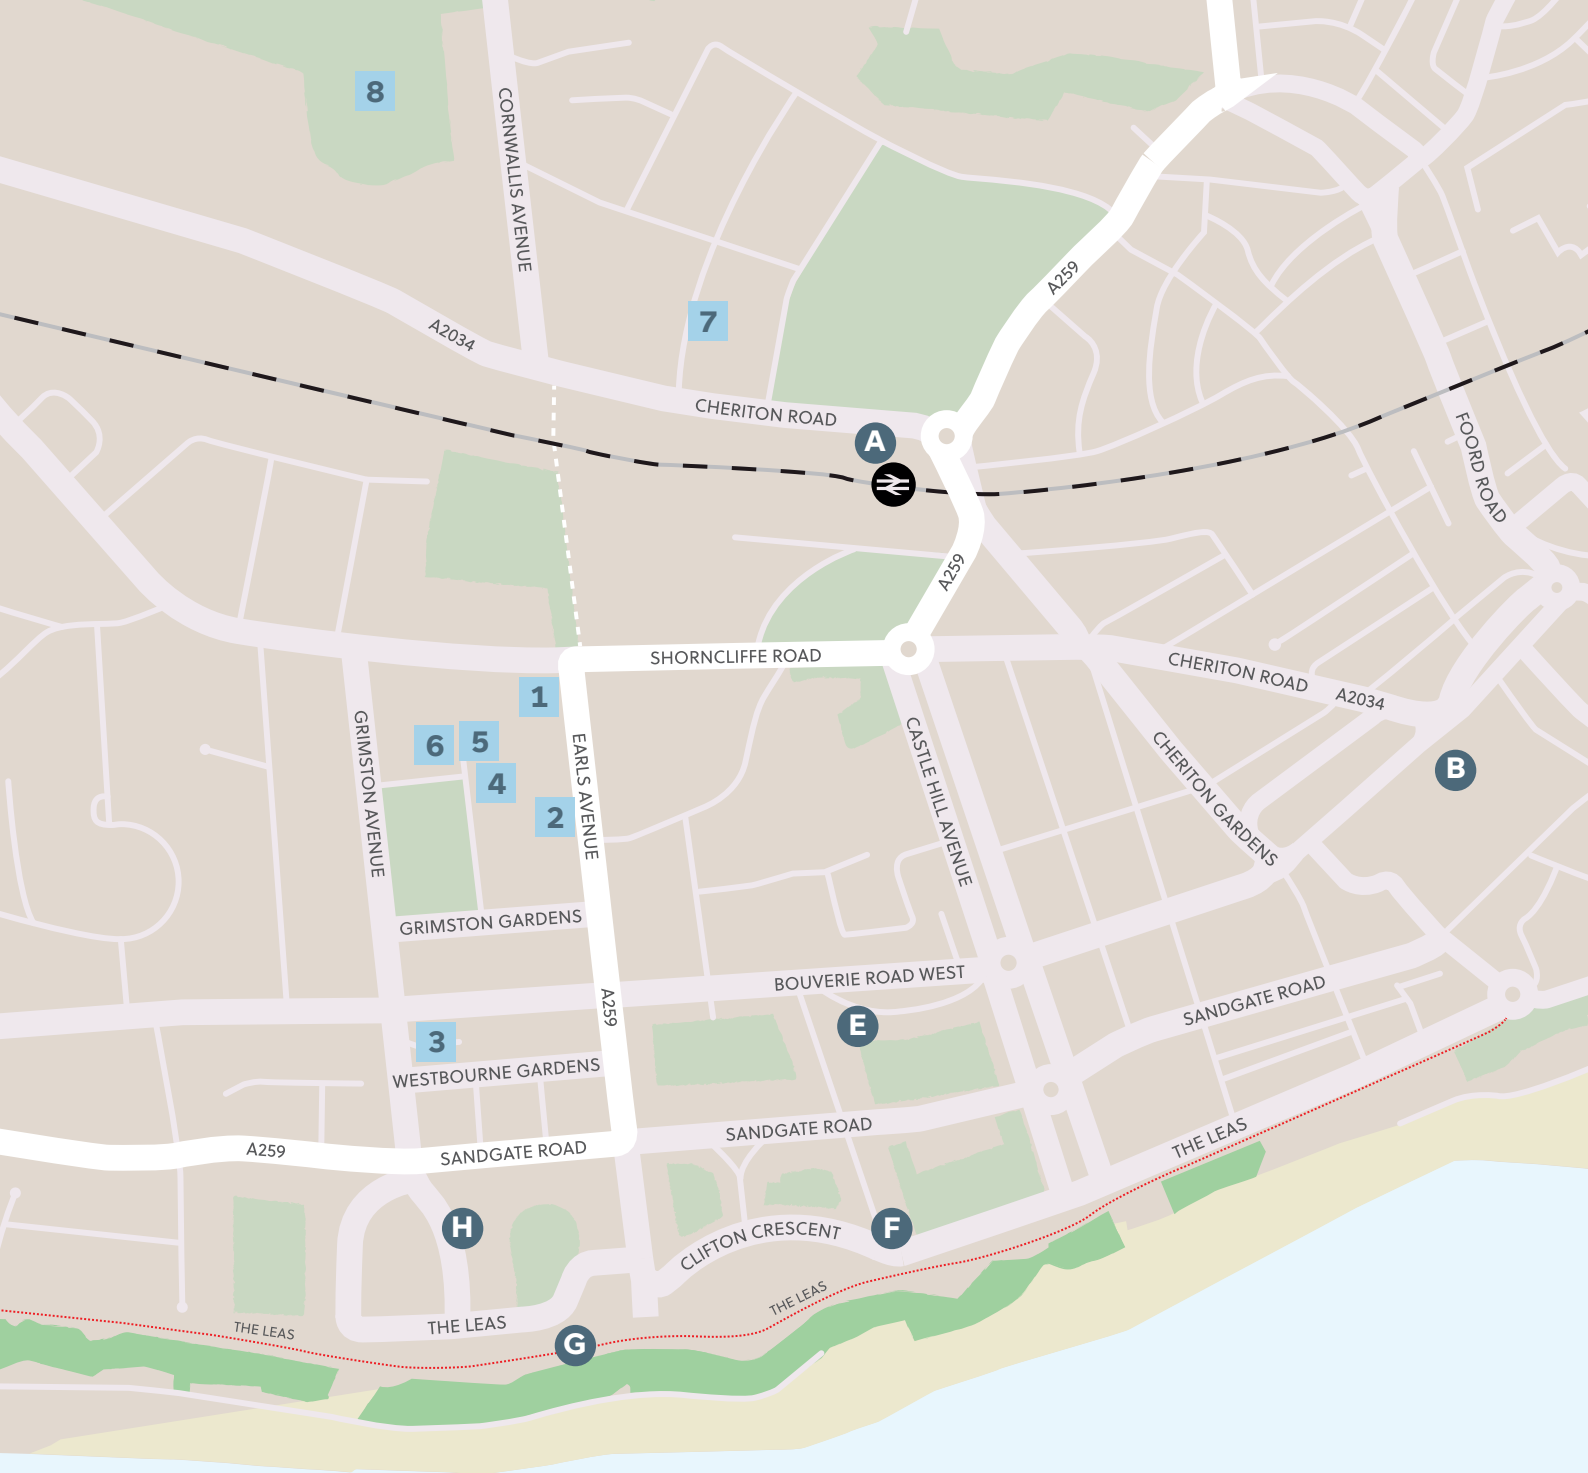 8
CORNWALLIS AVENUE
A259
A2034
7
CHERITON ROAD
A
FOORD ROAD
A259
SHORNCLIFFE ROAD
CHERITON ROAD
A2034
1
GRIMSTON AVENUE
6
5
4
2
EARLS AVENUE
CASTLE HILL AVENUE
CHERITON GARDENS
B
GRIMSTON GARDENS
BOUVERIE ROAD WEST
A259
SANDGATE ROAD
E
3
WESTBOURNE GARDENS
SANDGATE ROAD
THE LEAS
A259
SANDGATE ROAD
H
CLIFTON CRESCENT
F
THE LEAS
THE LEAS
THE LEAS
G